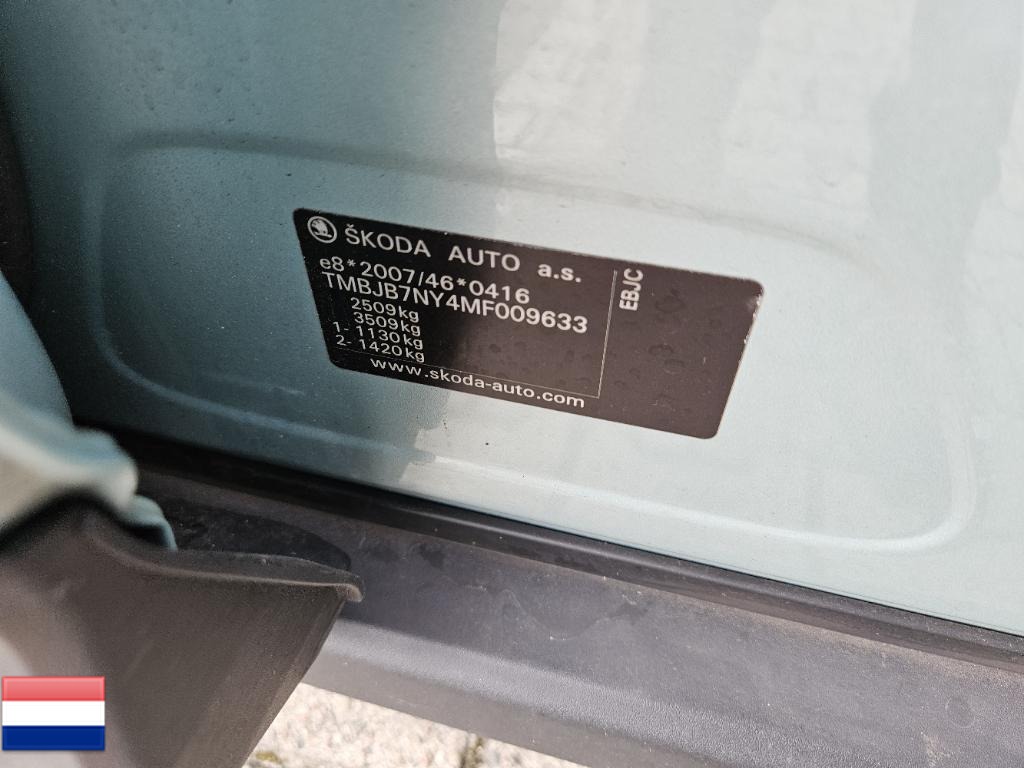 ŠKODA AUTO a.s.
e8*2007/46*0416
TMBJB7NY4MF009633
2509kg
3509kg
1- 1130kg
2- 1420kg
www.skoda-auto.com
EBJC